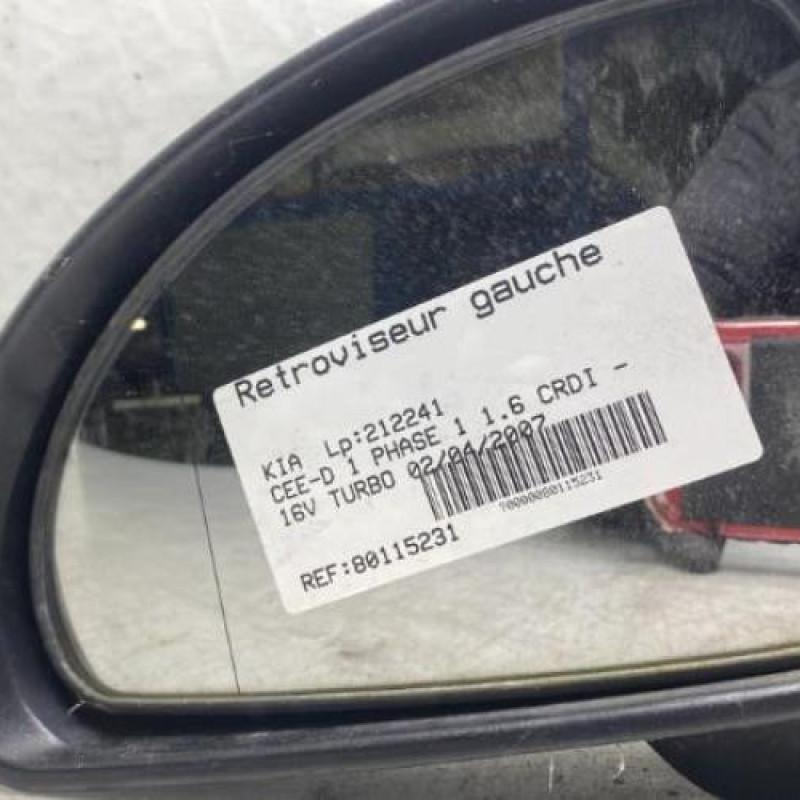 Retroviseur gauche
KIA Lp:212241
CEE-D 1 PHASE 1 1.6 CRDI -
16V TURBO 02/04/2007
70000080115231
REF:80115231